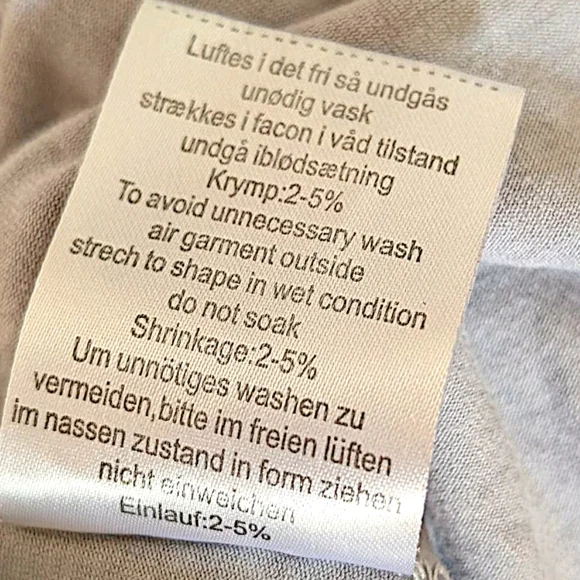 Luftes i det fri så undgås
unødig vask
strækkes i facon i våd tilstand
undgå iblødsætning
Krymp:2-5%
To avoid unnecessary wash
air garment outside
strech to shape in wet condition
do not soak
Shrinkage:2-5%
Um unnötiges washen zu
vermeiden,bitte im freien lüften
im nassen zustand in form ziehen
nicht einweichen
Einlauf:2-5%